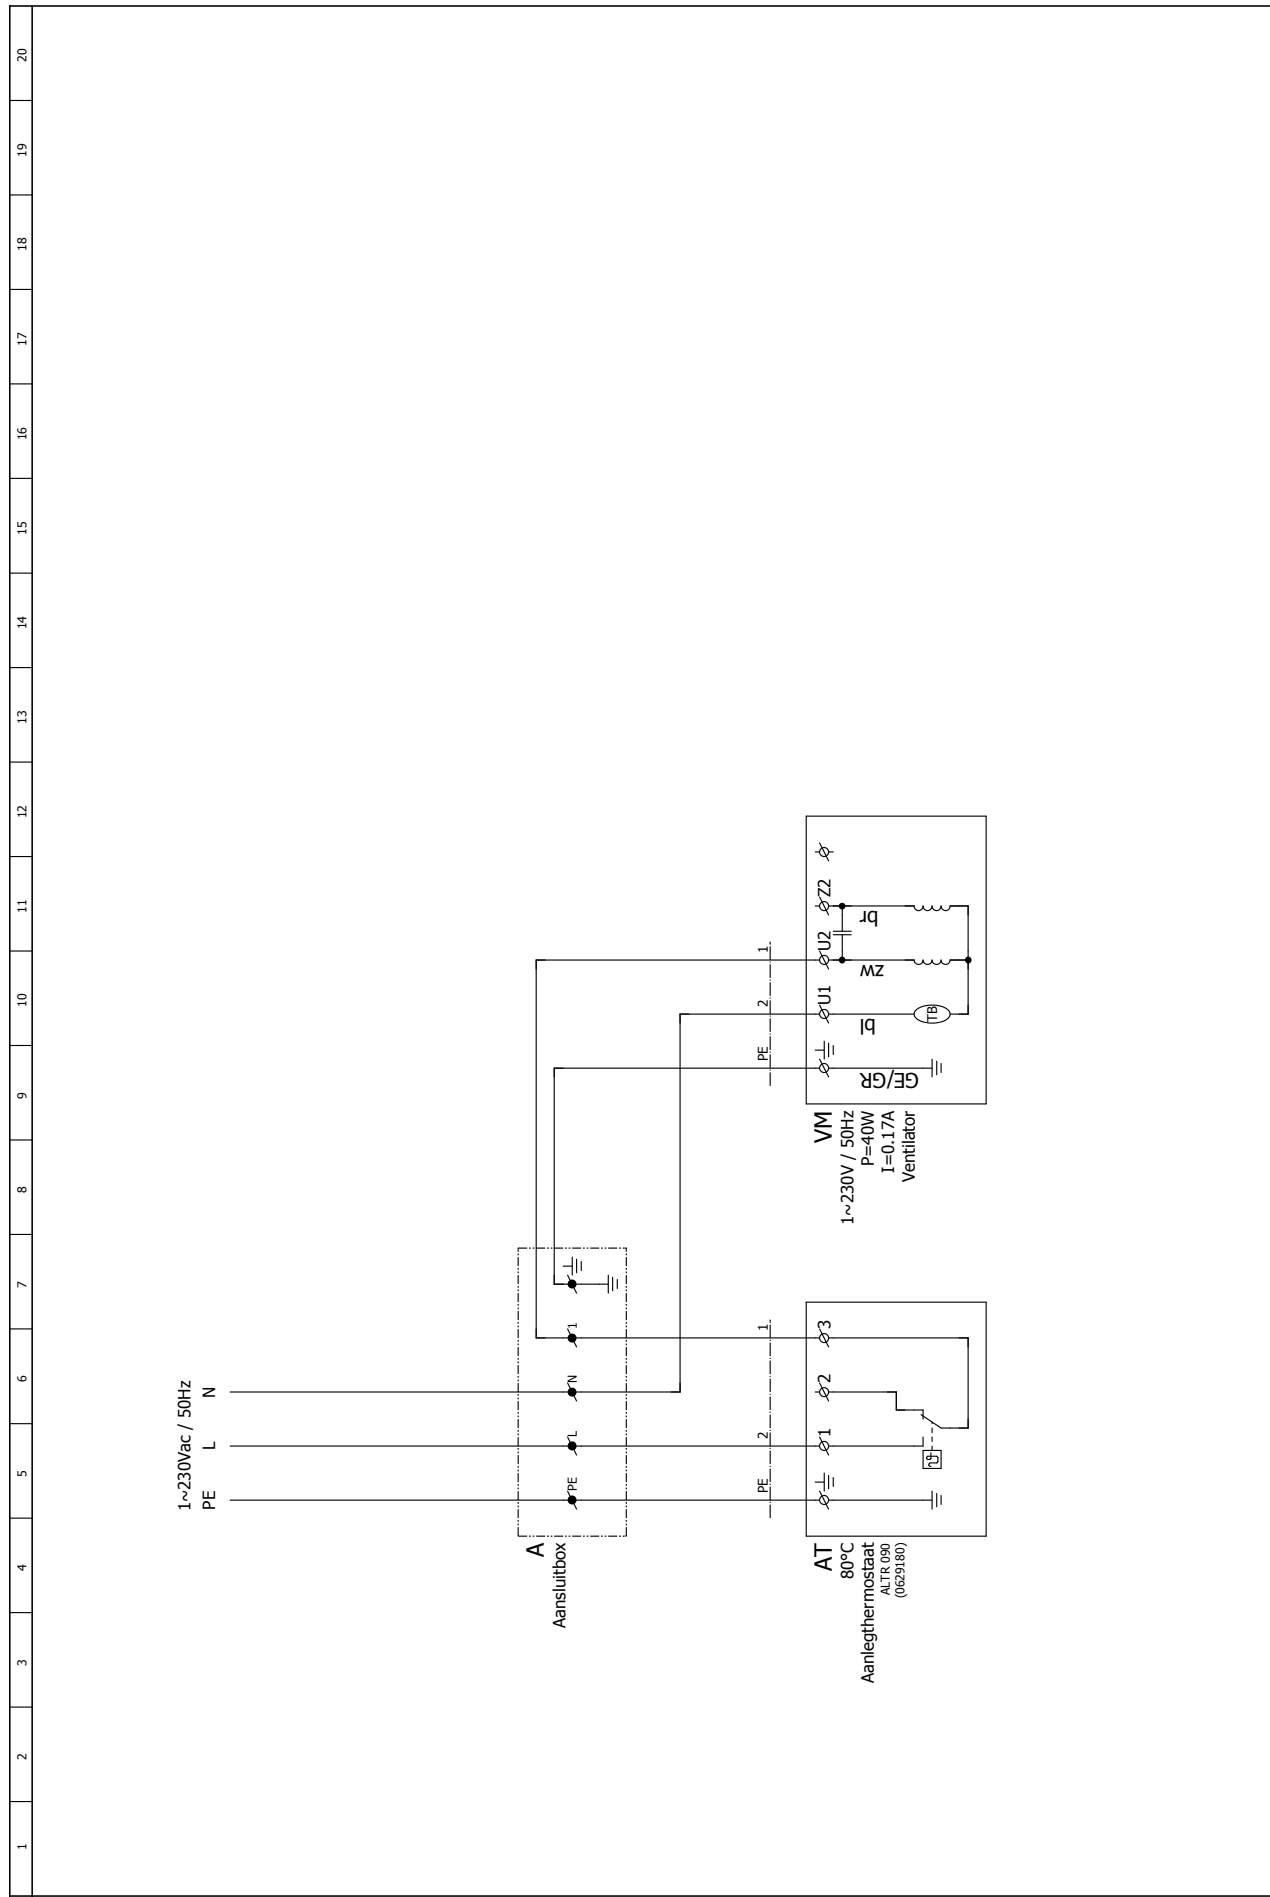 1 2 3 4 5 6 7 8 9 10 11 12 13 14 15 16 17 18 19 20
1~230Vac / 50Hz
PE L N
A
Aansluitbox
PE L N 1
PE 2 1
PE 2 1
AT
80°C
Aanlegthermostaat
ALTR 090
(0629180)
1 2 3
ϑ
VM
1~230V / 50Hz
P=40W
I=0.17A
Ventilator
U1 U2 Z2
GE/GR bl zw br
TB